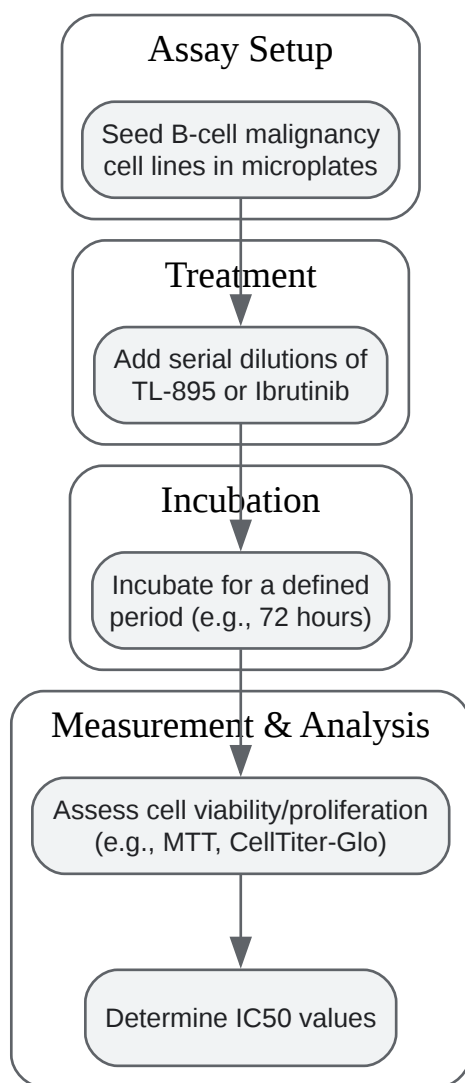 Assay Setup
Seed B-cell malignancy
cell lines in microplates
Treatment
Add serial dilutions of
TL-895 or Ibrutinib
Incubation
Incubate for a defined
period (e.g., 72 hours)
Measurement & Analysis
Assess cell viability/proliferation
(e.g., MTT, CellTiter-Glo)
Determine IC50 values